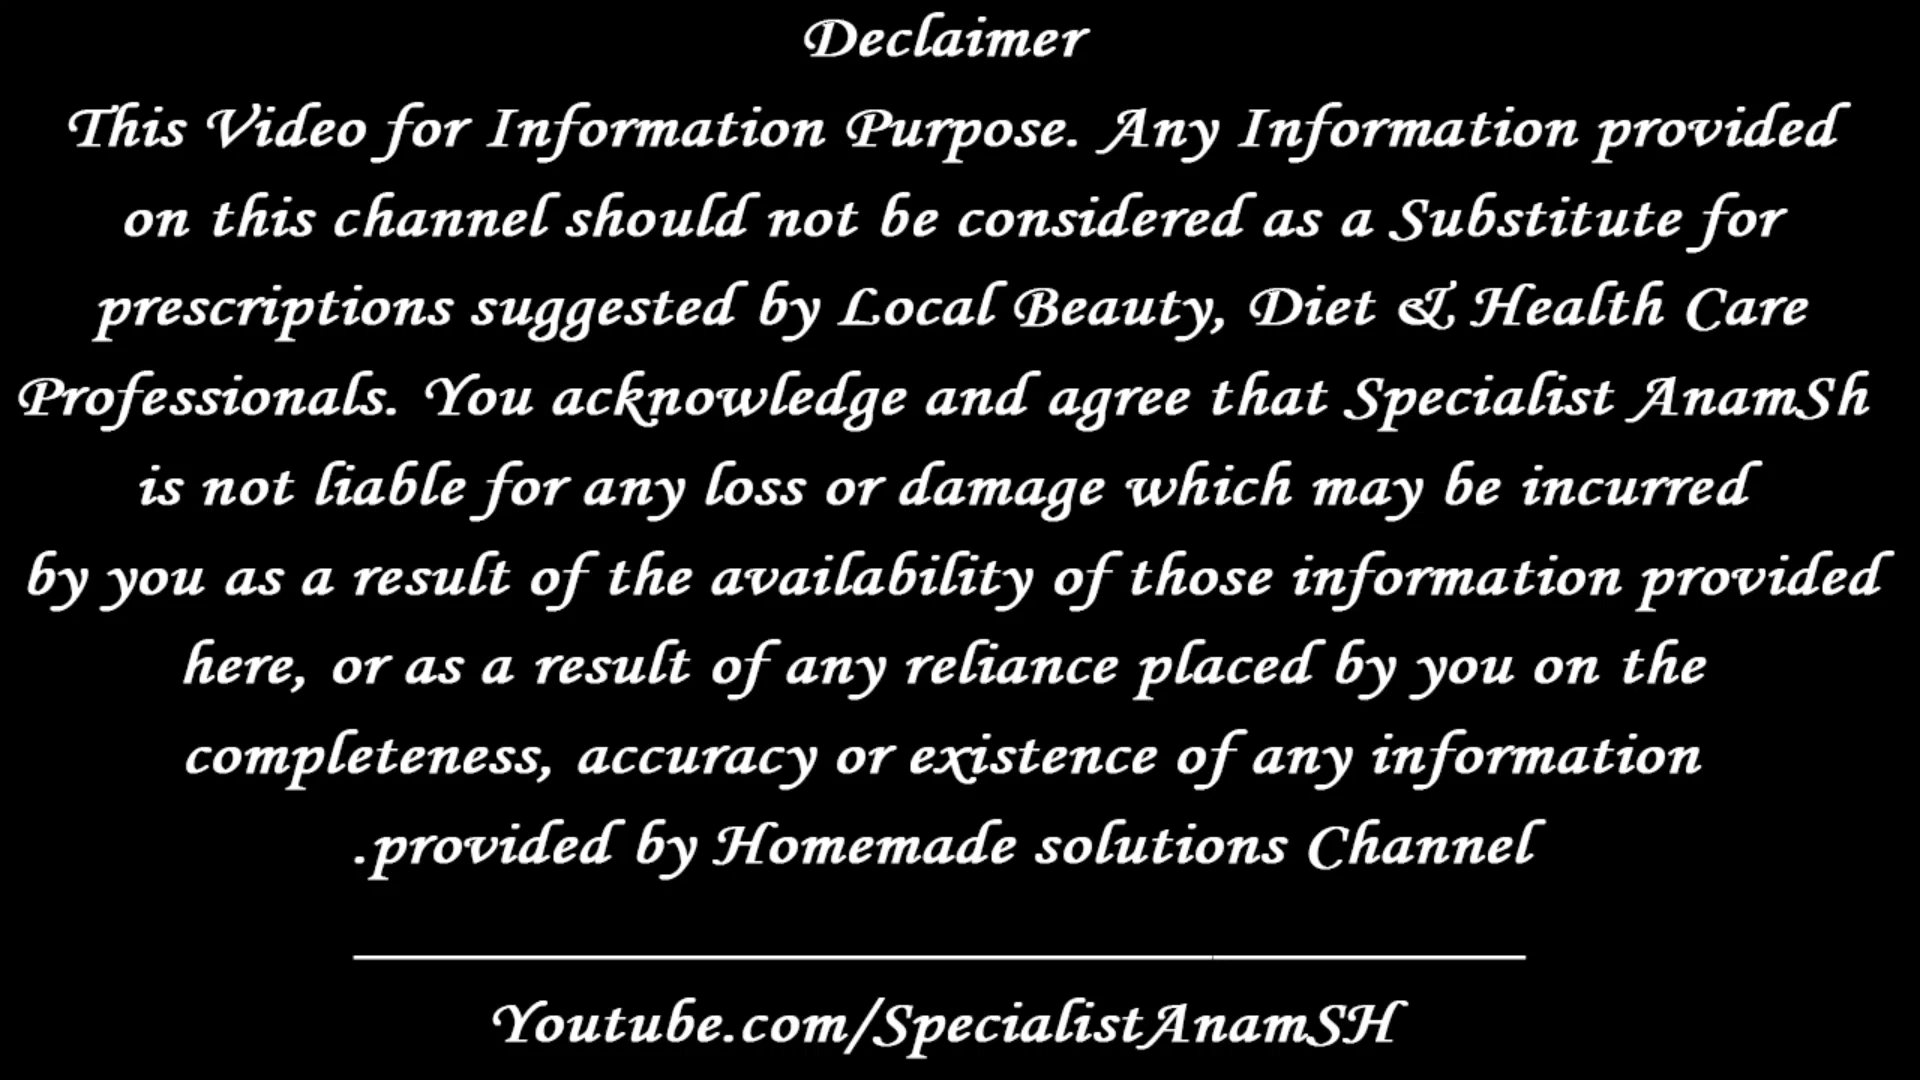 Declaimer
This Video for Information Purpose. Any Information provided
on this channel should not be considered as a Substitute for
prescriptions suggested by Local Beauty, Diet & Health Care
Professionals. You acknowledge and agree that Specialist AnamSh
is not liable for any loss or damage which may be incurred
by you as a result of the availability of those information provided
here, or as a result of any reliance placed by you on the
completeness, accuracy or existence of any information
.provided by Homemade solutions Channel
Youtube.com/SpecialistAnamSH